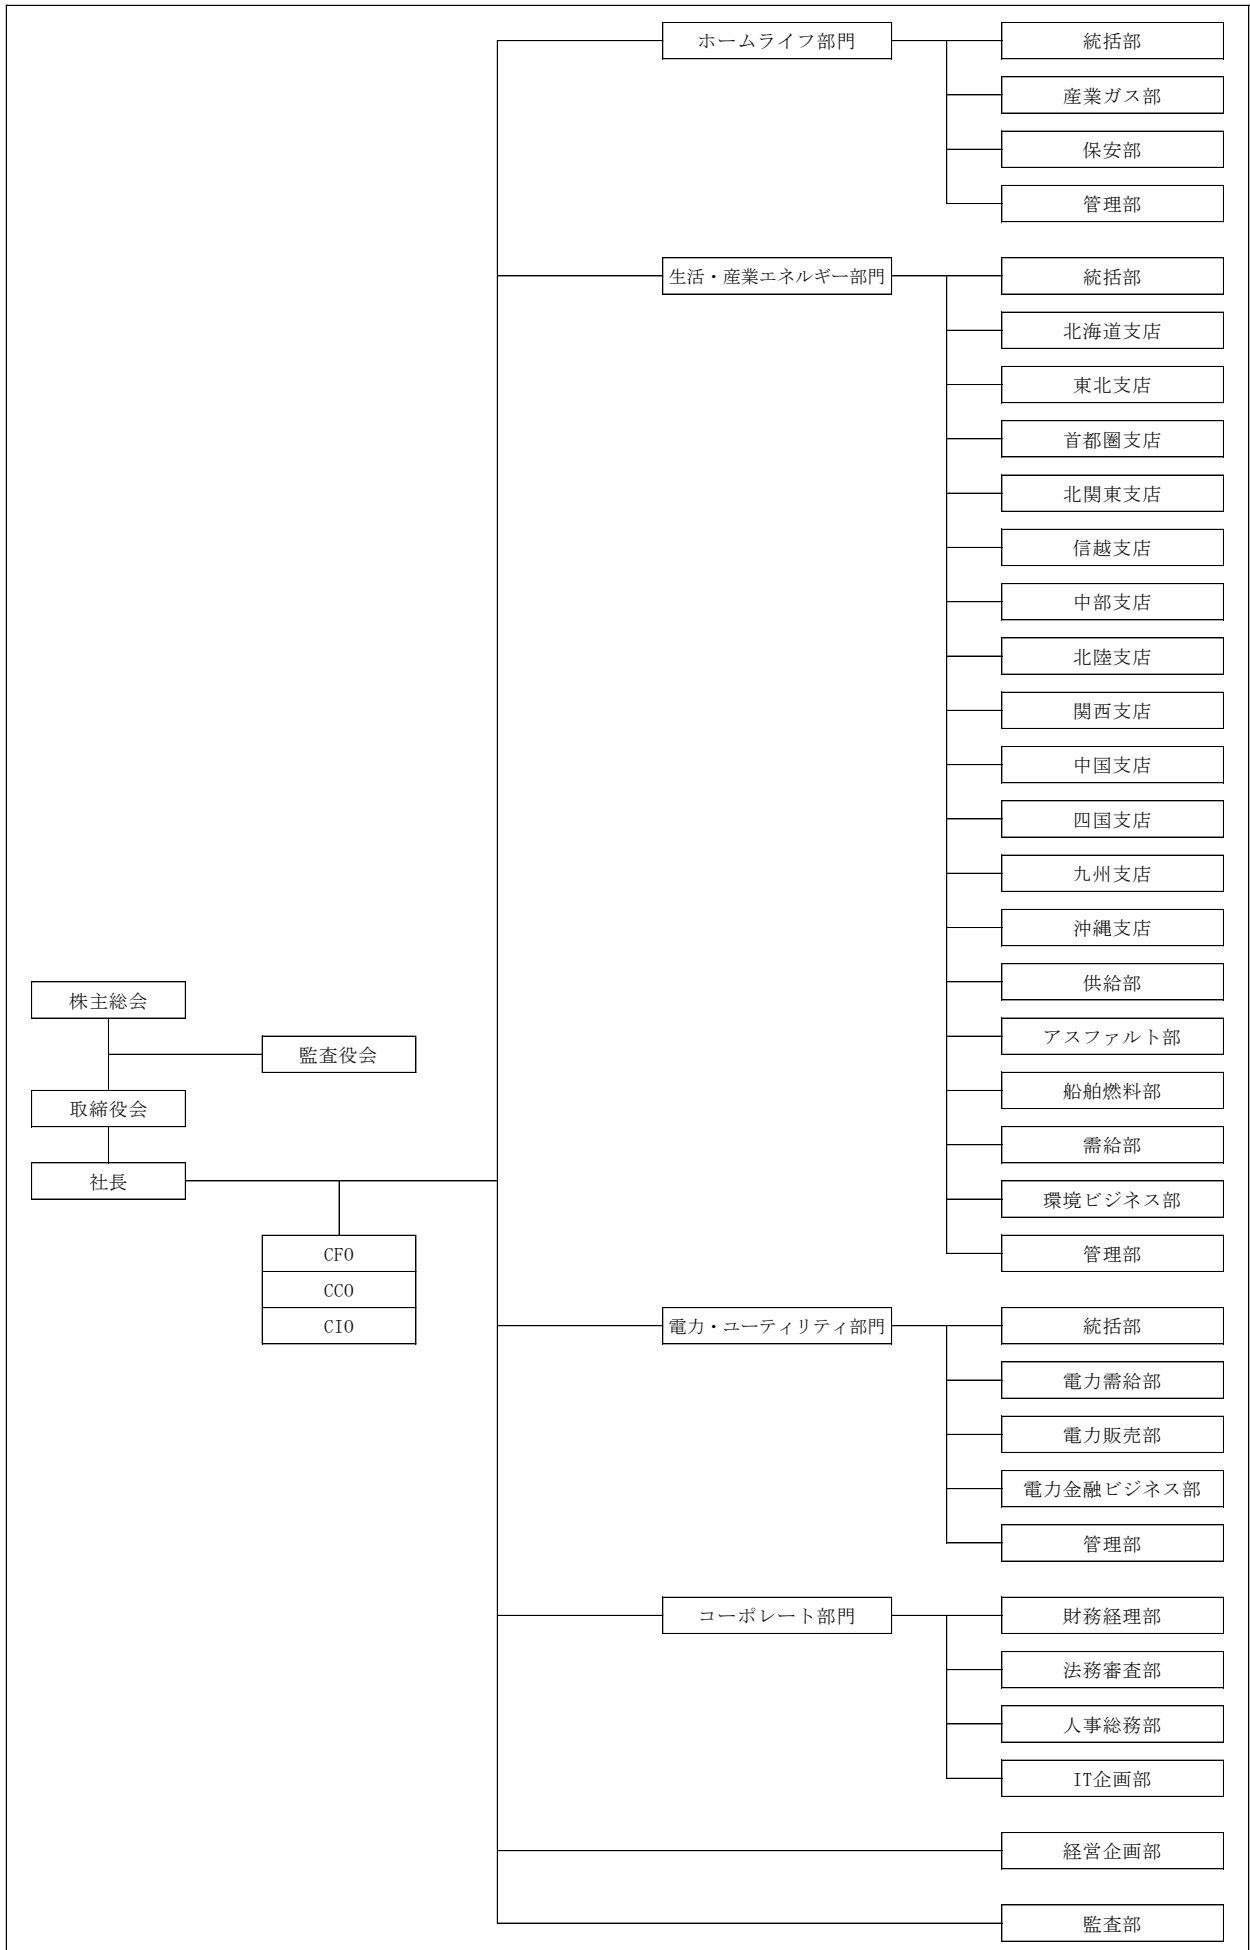 ホームライフ部門
統括部
産業ガス部
保安部
管理部
生活・産業エネルギー部門
統括部
北海道支店
東北支店
首都圏支店
北関東支店
信越支店
中部支店
北陸支店
関西支店
中国支店
四国支店
九州支店
沖縄支店
供給部
アスファルト部
船舶燃料部
需給部
環境ビジネス部
管理部
株主総会
監査役会
取締役会
社長
CFO
CCO
CIO
電力・ユーティリティ部門
統括部
電力需給部
電力販売部
電力金融ビジネス部
管理部
コーポレート部門
財務経理部
法務審査部
人事総務部
IT企画部
経営企画部
監査部